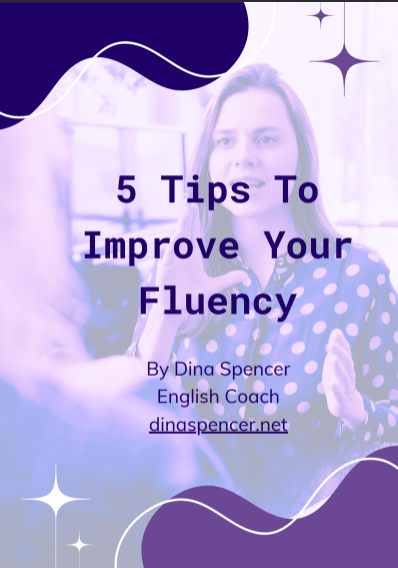 5 Tips To
Improve Your
Fluency
By Dina Spencer
English Coach
dinaspencer.net